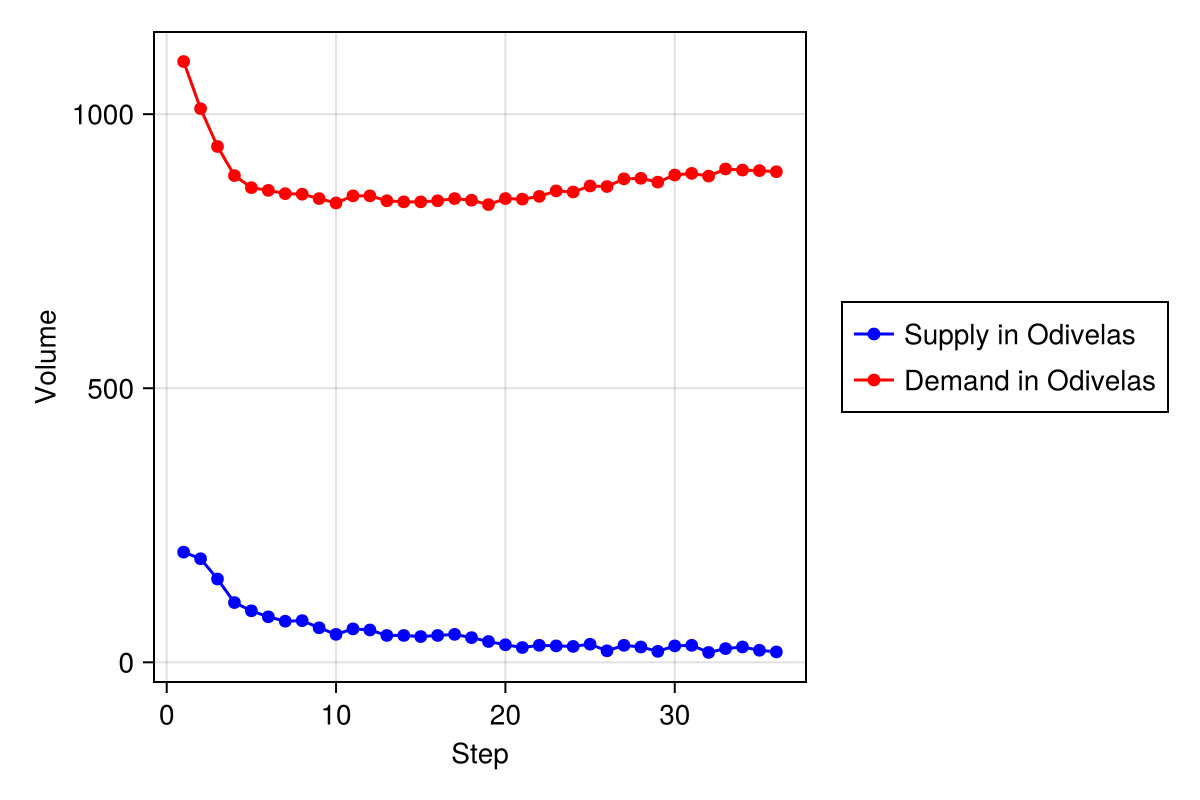 1000
500
0
0 10 20 30
Volume
Step
Supply in Odivelas
Demand in Odivelas